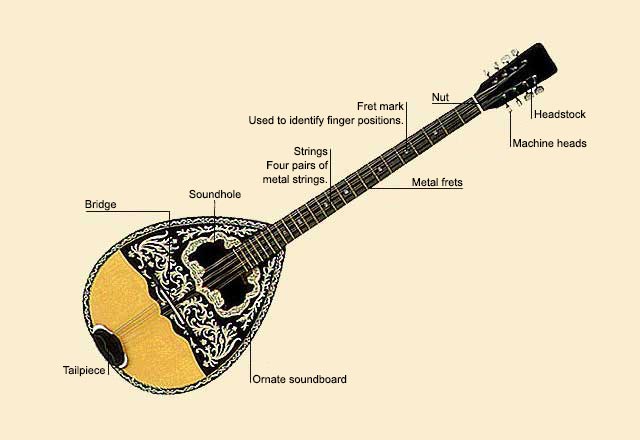 Nut
Fret mark
Used to identify finger positions.
Headstock
Machine heads
Strings
Four pairs of
metal strings.
Metal frets
Soundhole
Bridge
Tailpiece
Ornate soundboard